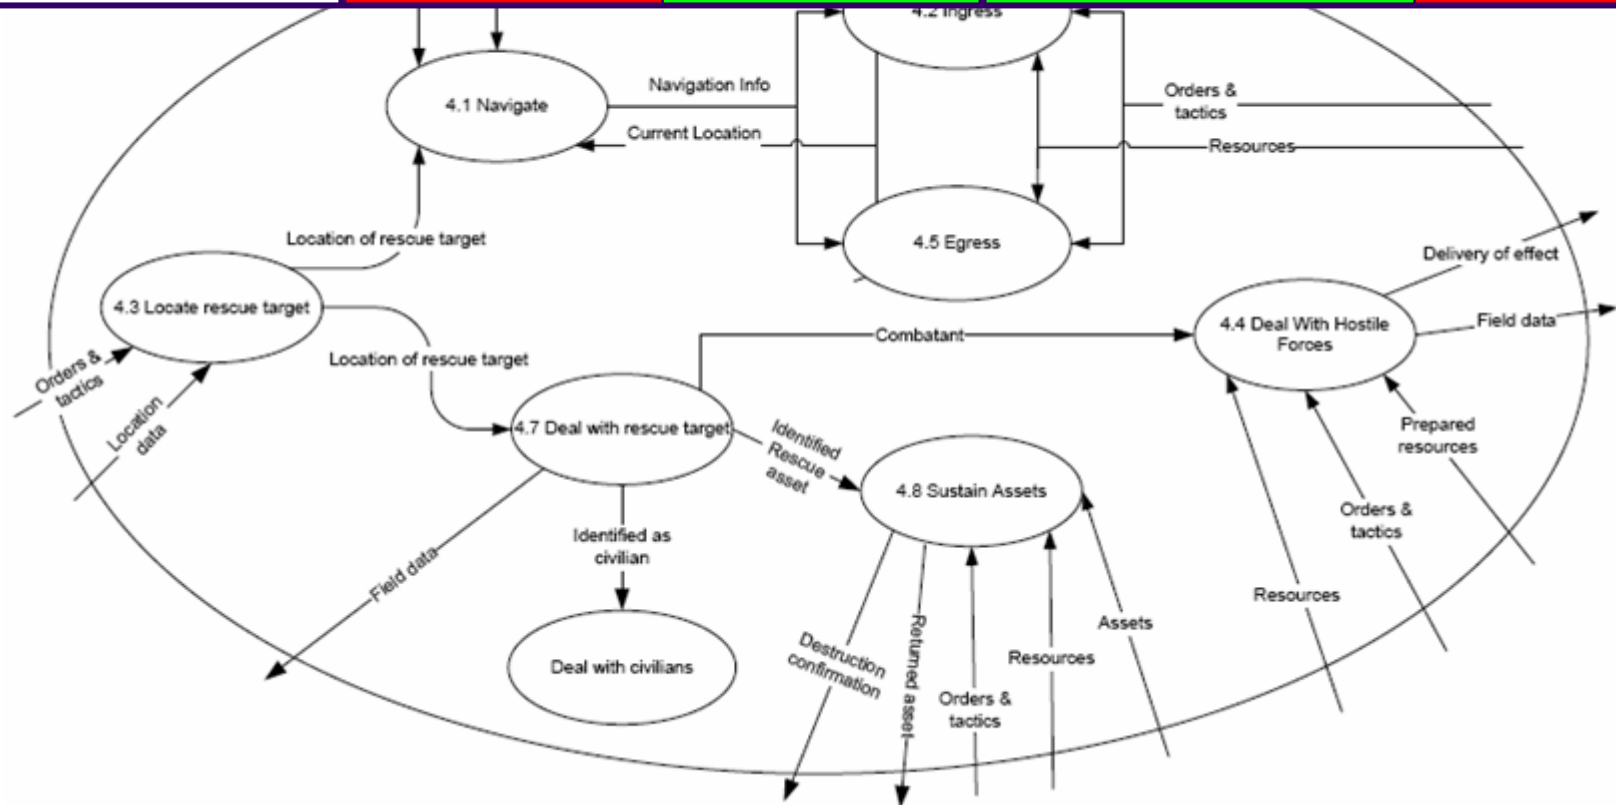 4.2 Ingress
Navigation Info
Orders &
tactics
4.1 Navigate
Current Location
Resources
Location of rescue target
4.5 Egress
Delivery of effect
4.3 Locate rescue target
Field data
4.4 Deal With Hostile
Forces
Combatant
Location of rescue target
Orders &
tactics
Location
data
4.7 Deal with rescue target
Identified
Rescue
asset
Prepared
resources
4.8 Sustain Assets
Orders &
tactics
Identified as
civilian
Field data
Resources
Assets
Destruction
confirmation
Returned asset
Resources
Deal with civilians
Orders &
tactics